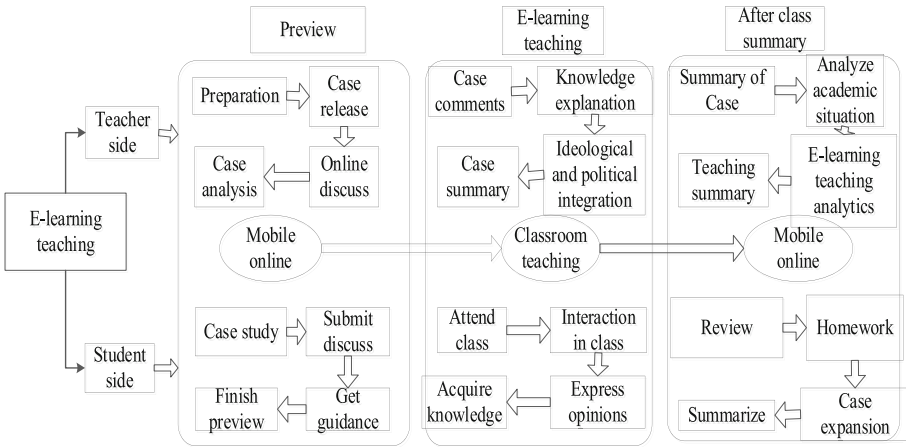 Preview
E-learning
teaching
After class
summary
Teacher
side
E-learning
teaching
Student
side
Preparation
Case
release
Case
analysis
Online
discuss
Mobile
online
Case study
Submit
discuss
Finish
preview
Get
guidance
Case
comments
Knowledge
explanation
Case
summary
Ideological
and political
integration
Classroom
teaching
Attend
class
Interaction
in class
Acquire
knowledge
Express
opinions
Summary of
Case
Analyze
academic
situation
Teaching
summary
E-learning
teaching
analytics
Mobile
online
Review
Homework
Summarize
Case
expansion